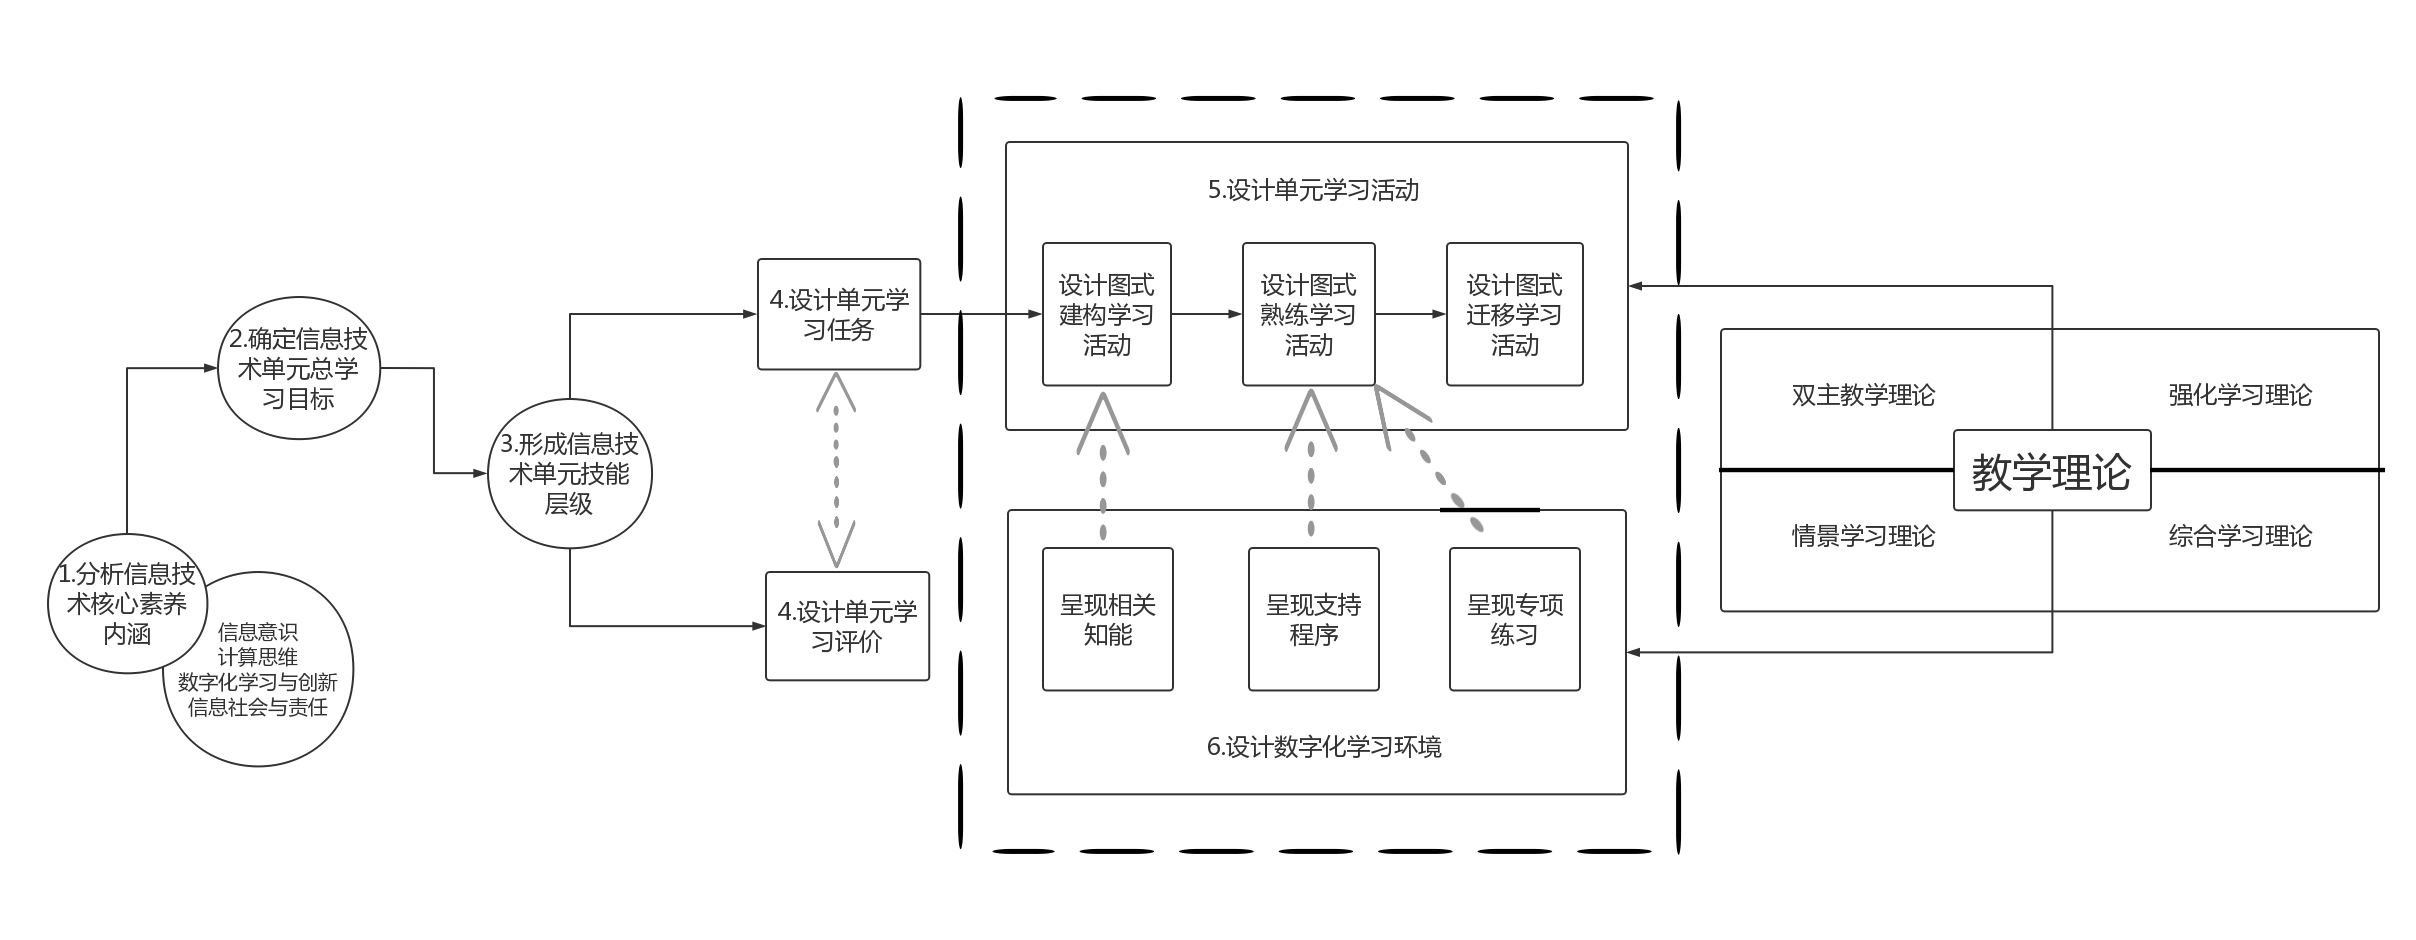 1.分析信息技
术核心素养
内涵
信息意识
计算思维
数字化学习与创新
信息社会与责任
2.确定信息技
术单元总学
习目标
3.形成信息技
术单元技能
层级
4.设计单元学
习任务
4.设计单元学
习评价
5.设计单元学习活动
设计图式
建构学习
活动
设计图式
熟练学习
活动
设计图式
迁移学习
活动
呈现相关
知能
呈现支持
程序
呈现专项
练习
6.设计数字化学习环境
双主教学理论
强化学习理论
教学理论
情景学习理论
综合学习理论